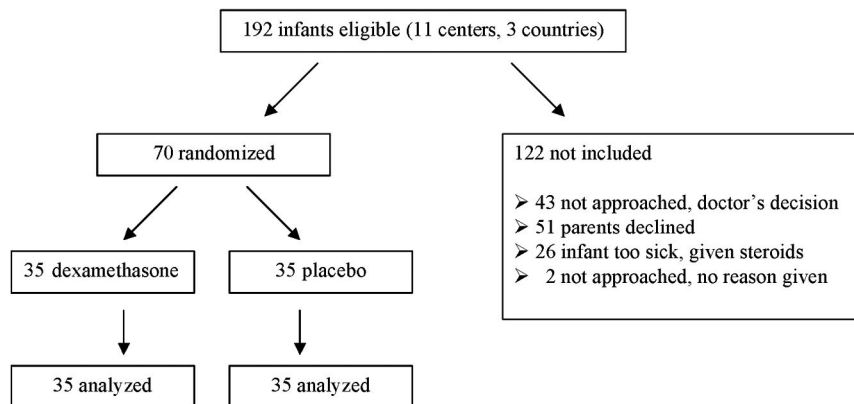 192 infants eligible (11 centers, 3 countries)
70 randomized
122 not included
➢ 43 not approached, doctor's decision
➢ 51 parents declined
➢ 26 infant too sick, given steroids
➢ 2 not approached, no reason given
35 dexamethasone
35 placebo
35 analyzed
35 analyzed